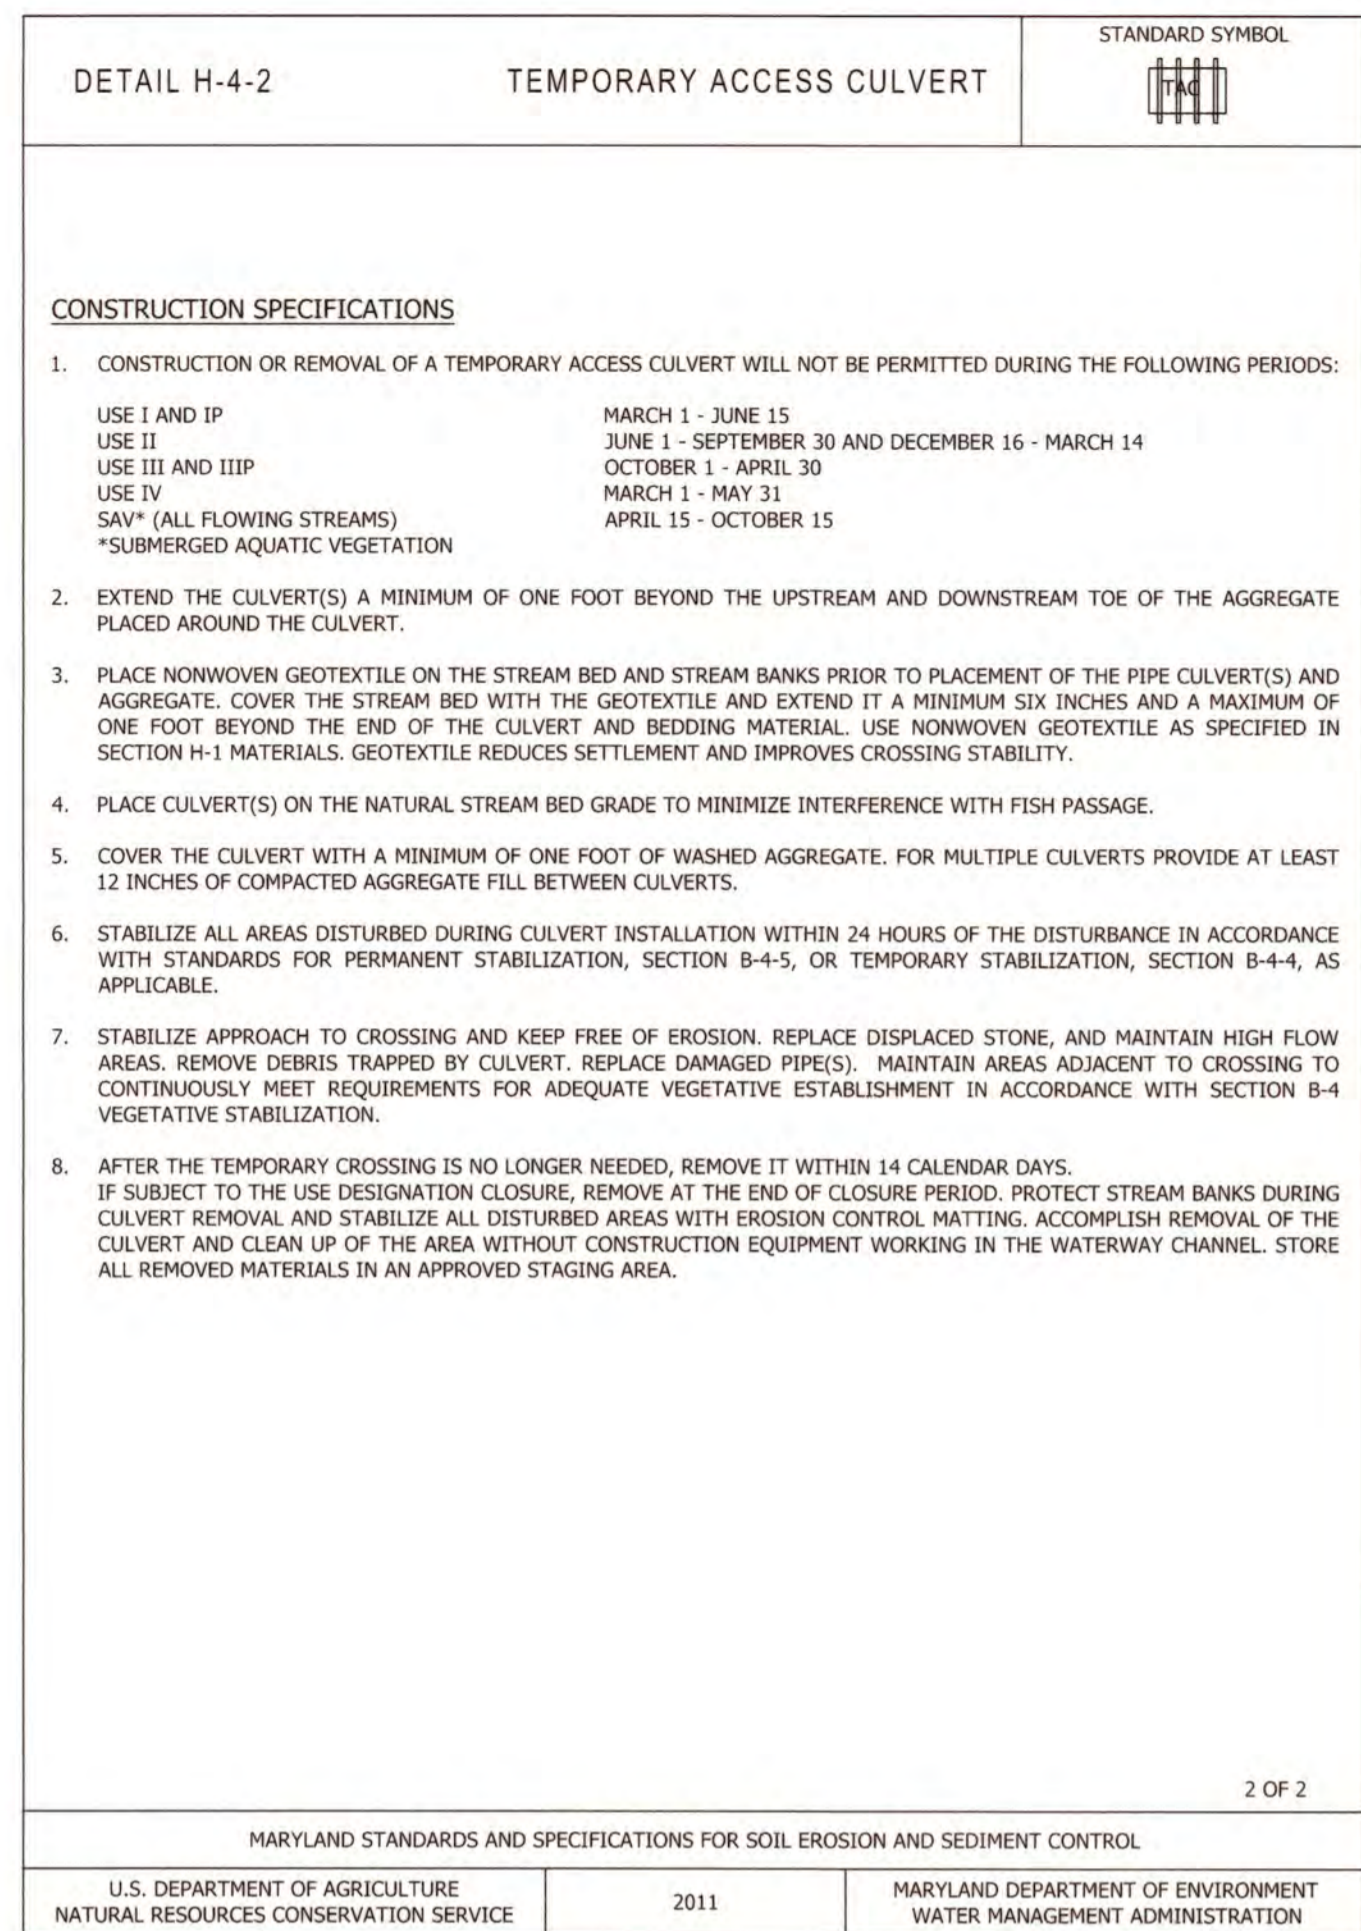 STANDARD SYMBOL
DETAIL H-4-2 TEMPORARY ACCESS CULVERT
TAC
CONSTRUCTION SPECIFICATIONS
1. CONSTRUCTION OR REMOVAL OF A TEMPORARY ACCESS CULVERT WILL NOT BE PERMITTED DURING THE FOLLOWING PERIODS:
USE I AND IP MARCH 1 - JUNE 15
USE II JUNE 1 - SEPTEMBER 30 AND DECEMBER 16 - MARCH 14
USE III AND IIIP OCTOBER 1 - APRIL 30
USE IV MARCH 1 - MAY 31
SAV* (ALL FLOWING STREAMS) APRIL 15 - OCTOBER 15
*SUBMERGED AQUATIC VEGETATION
2. EXTEND THE CULVERT(S) A MINIMUM OF ONE FOOT BEYOND THE UPSTREAM AND DOWNSTREAM TOE OF THE AGGREGATE
PLACED AROUND THE CULVERT.
3. PLACE NONWOVEN GEOTEXTILE ON THE STREAM BED AND STREAM BANKS PRIOR TO PLACEMENT OF THE PIPE CULVERT(S) AND
AGGREGATE. COVER THE STREAM BED WITH THE GEOTEXTILE AND EXTEND IT A MINIMUM SIX INCHES AND A MAXIMUM OF
ONE FOOT BEYOND THE END OF THE CULVERT AND BEDDING MATERIAL. USE NONWOVEN GEOTEXTILE AS SPECIFIED IN
SECTION H-1 MATERIALS. GEOTEXTILE REDUCES SETTLEMENT AND IMPROVES CROSSING STABILITY.
4. PLACE CULVERT(S) ON THE NATURAL STREAM BED GRADE TO MINIMIZE INTERFERENCE WITH FISH PASSAGE.
5. COVER THE CULVERT WITH A MINIMUM OF ONE FOOT OF WASHED AGGREGATE. FOR MULTIPLE CULVERTS PROVIDE AT LEAST
12 INCHES OF COMPACTED AGGREGATE FILL BETWEEN CULVERTS.
6. STABILIZE ALL AREAS DISTURBED DURING CULVERT INSTALLATION WITHIN 24 HOURS OF THE DISTURBANCE IN ACCORDANCE
WITH STANDARDS FOR PERMANENT STABILIZATION, SECTION B-4-5, OR TEMPORARY STABILIZATION, SECTION B-4-4, AS
APPLICABLE.
7. STABILIZE APPROACH TO CROSSING AND KEEP FREE OF EROSION. REPLACE DISPLACED STONE, AND MAINTAIN HIGH FLOW
AREAS. REMOVE DEBRIS TRAPPED BY CULVERT. REPLACE DAMAGED PIPE(S). MAINTAIN AREAS ADJACENT TO CROSSING TO
CONTINUOUSLY MEET REQUIREMENTS FOR ADEQUATE VEGETATIVE ESTABLISHMENT IN ACCORDANCE WITH SECTION B-4
VEGETATIVE STABILIZATION.
8. AFTER THE TEMPORARY CROSSING IS NO LONGER NEEDED, REMOVE IT WITHIN 14 CALENDAR DAYS.
IF SUBJECT TO THE USE DESIGNATION CLOSURE, REMOVE AT THE END OF CLOSURE PERIOD. PROTECT STREAM BANKS DURING
CULVERT REMOVAL AND STABILIZE ALL DISTURBED AREAS WITH EROSION CONTROL MATTING. ACCOMPLISH REMOVAL OF THE
CULVERT AND CLEAN UP OF THE AREA WITHOUT CONSTRUCTION EQUIPMENT WORKING IN THE WATERWAY CHANNEL. STORE
ALL REMOVED MATERIALS IN AN APPROVED STAGING AREA.
2 OF 2
MARYLAND STANDARDS AND SPECIFICATIONS FOR SOIL EROSION AND SEDIMENT CONTROL
U.S. DEPARTMENT OF AGRICULTURE
NATURAL RESOURCES CONSERVATION SERVICE
2011
MARYLAND DEPARTMENT OF ENVIRONMENT
WATER MANAGEMENT ADMINISTRATION